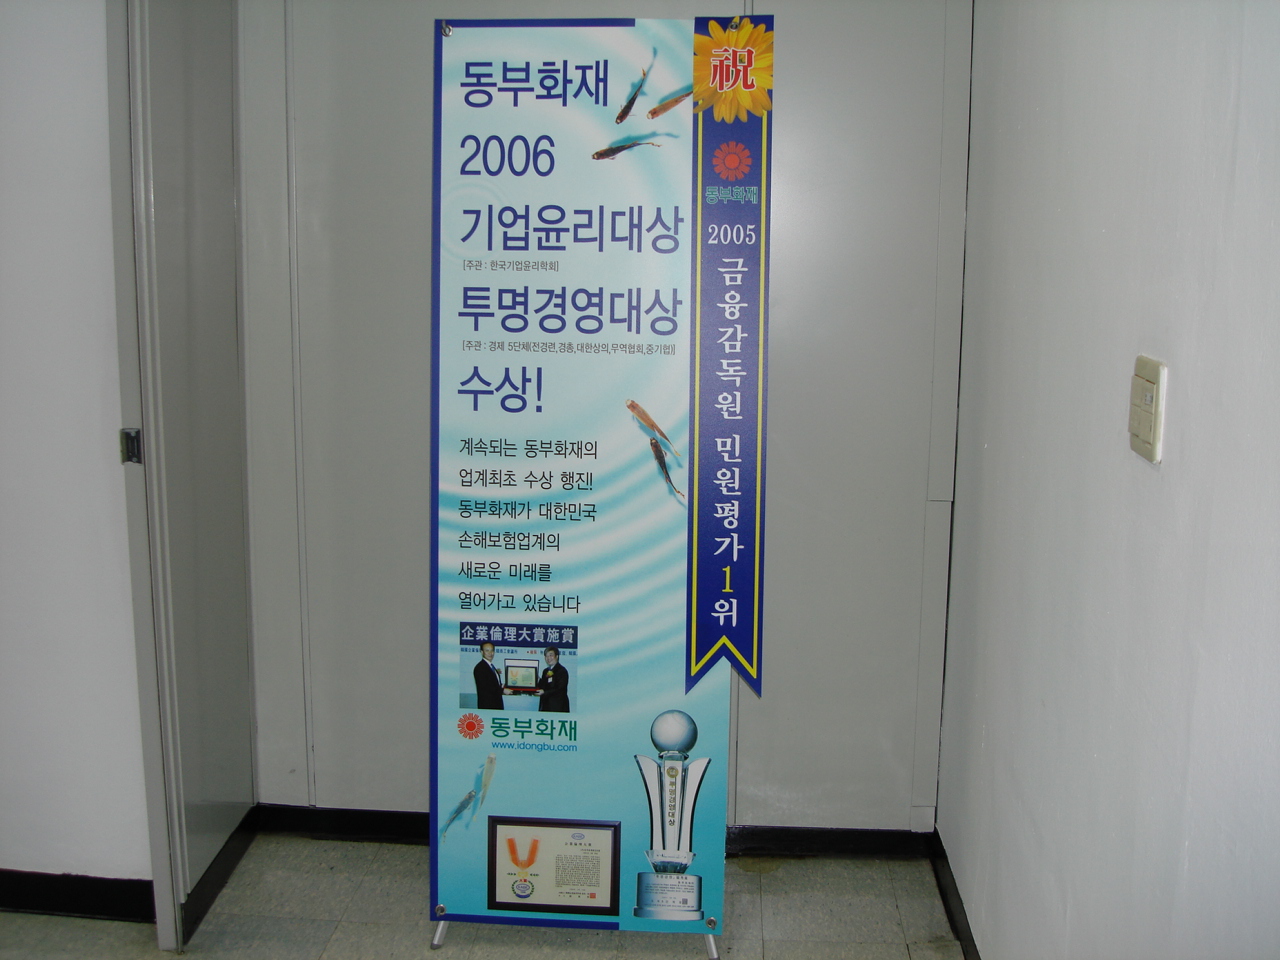 동부화재
2006
기업윤리대상
[주관 : 한국기업윤리학회]
투명경영대상
[주관 : 경제 5단체(전경련,경총,대한상의,무역협회,중기협)]
수상!
계속되는 동부화재의
업계최초 수상 행진!
동부화재가 대한민국
손해보험업계의
새로운 미래를
열어가고 있습니다
企業倫理大賞施賞
동부화재
www.idongbu.com
투명경영대상
祝
동부화재
2005
금융감독원 민원평가 1위